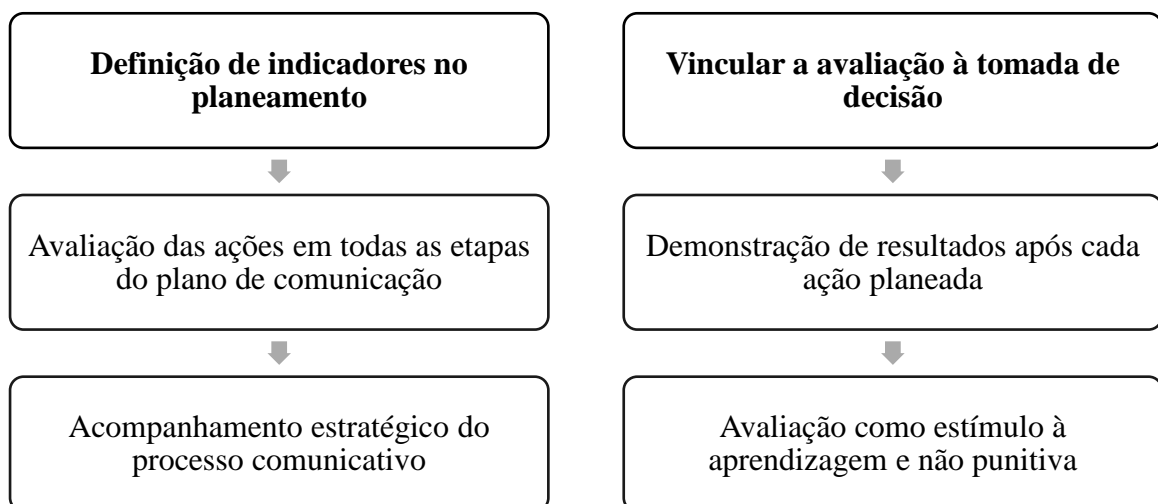 Definição de indicadores no
planeamento
Avaliação das ações em todas as etapas
do plano de comunicação
Acompanhamento estratégico do
processo comunicativo
Vincular a avaliação à tomada de
decisão
Demonstração de resultados após cada
ação planeada
Avaliação como estímulo à
aprendizagem e não punitiva